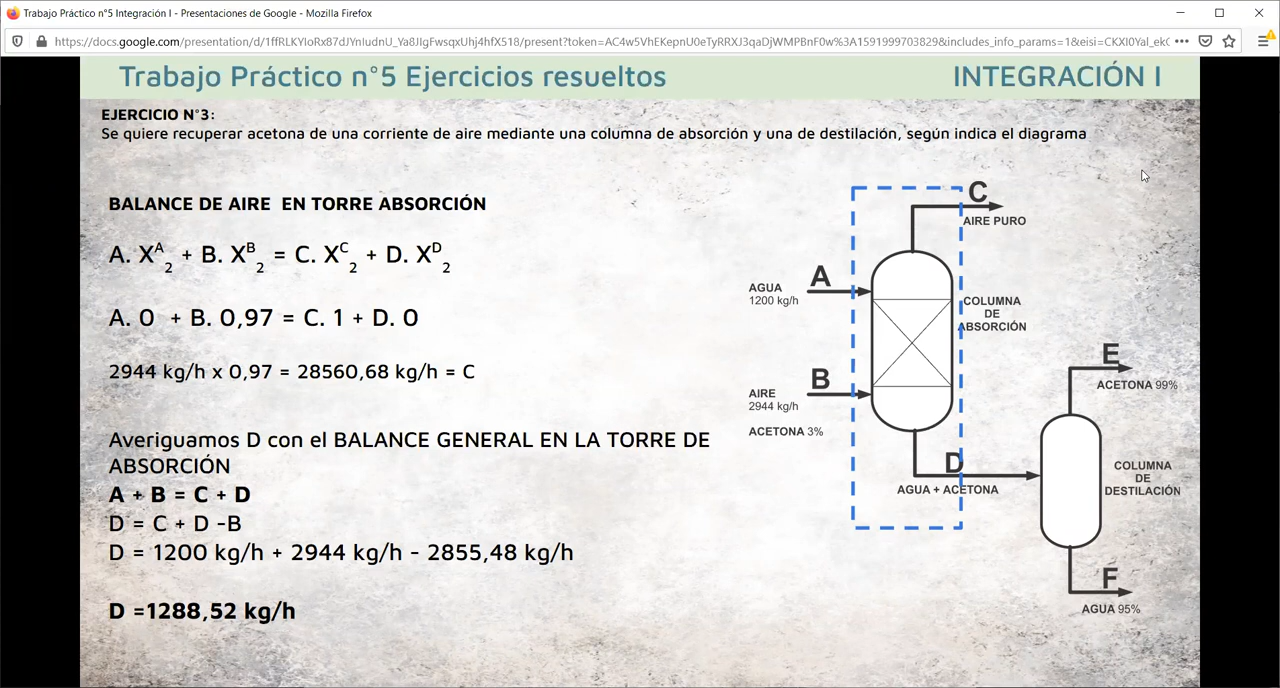 Trabajo Práctico n°5 Integración I - Presentaciones de Google - Mozilla Firefox
https://docs.google.com/presentation/d/1ffRLKYIoRx87dJYnIudnU_Ya8JIgFwsqxUhj4hfX518/present?token=AC4w5VhEKepnU0eTyRRXJ3qaDjWMPBnF0w%3A1591999703829&includes_info_params=1&eisi=CKXI0YaI_ekC
Trabajo Práctico n°5 Ejercicios resueltos
INTEGRACIÓN I
EJERCICIO N°3:
Se quiere recuperar acetona de una corriente de aire mediante una columna de absorción y una de destilación, según indica el diagrama
BALANCE DE AIRE EN TORRE ABSORCIÓN
A. X^A_2 + B. X^B_2 = C. X^C_2 + D. X^D_2
A. 0 + B. 0,97 = C. 1 + D. 0
2944 kg/h x 0,97 = 28560,68 kg/h = C
Averiguamos D con el BALANCE GENERAL EN LA TORRE DE
ABSORCIÓN
A + B = C + D
D = C + D -B
D = 1200 kg/h + 2944 kg/h - 2855,48 kg/h
D =1288,52 kg/h
C
AIRE PURO
A
AGUA
1200 kg/h
COLUMNA
DE
ABSORCIÓN
B
AIRE
2944 kg/h
ACETONA 3%
D
AGUA + ACETONA
E
ACETONA 99%
COLUMNA
DE
DESTILACIÓN
F
AGUA 95%